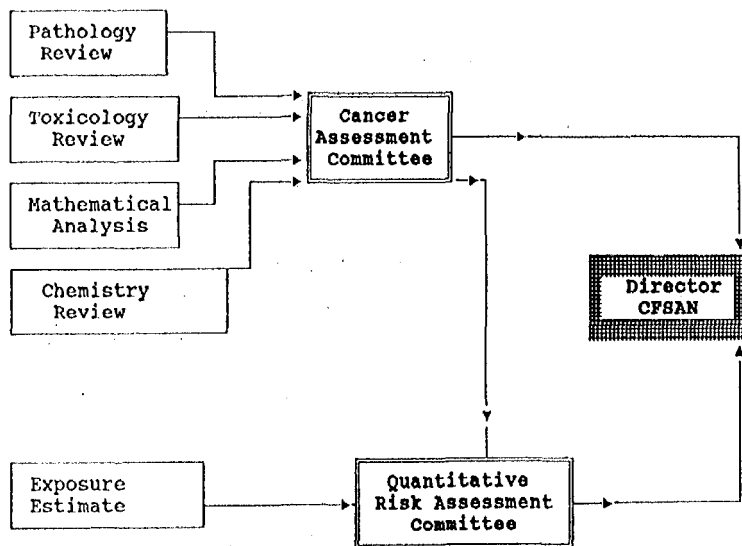 Pathology
Review
Toxicology
Review
Mathematical
Analysis
Chemistry
Review
Cancer
Assessment
Committee
Director
CFSAN
Exposure
Estimate
Quantitative
Risk Assessment
Committee